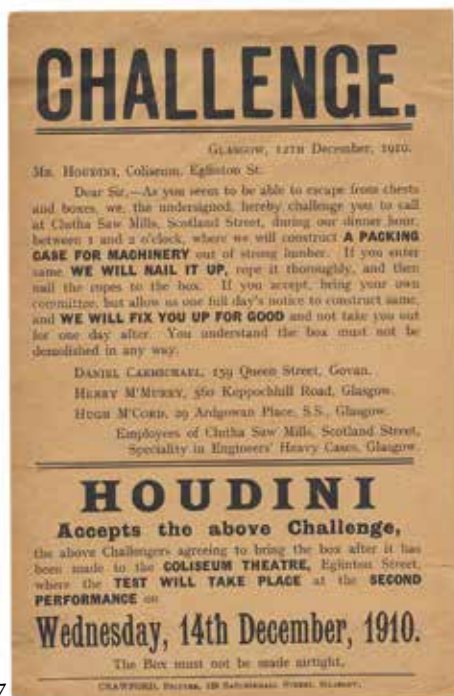 CHALLENGE.
GLASGOW, 12TH December, 1910.
MR. HOUDINI, Coliseum, Eglinton St.
Dear Sir,—As you seem to be able to escape from chests
and boxes, we, the undersigned, hereby challenge you to call
at Clutha Saw Mills, Scotland Street, during our dinner hour,
between 1 and 2 o'clock, where we will construct A PACKING
CASE FOR MACHINERY out of strong lumber. If you enter
same WE WILL NAIL IT UP, rope it thoroughly, and then
nail the ropes to the box. If you accept, bring your own
committee, but allow us one full day's notice to construct same,
and WE WILL FIX YOU UP FOR GOOD and not take you out
for one day after. You understand the box must not be
demolished in any way.
DANIEL CARMICHAEL, 159 Queen Street, Govan.
HENRY M'MURRY, 560 Keppochhill Road, Glasgow.
HUGH M'CORD, 29 Ardgowan Place, S.S., Glasgow.
Employees of Clutha Saw Mills, Scotland Street,
Speciality in Engineers' Heavy Cases, Glasgow.
HOUDINI
Accepts the above Challenge,
the above Challengers agreeing to bring the box after it has
been made to the COLISEUM THEATRE, Eglinton Street,
where the TEST WILL TAKE PLACE at the SECOND
PERFORMANCE on
Wednesday, 14th December, 1910.
The Box must not be made airtight.
CRAWFORD, PRINTER, STREET, GLASGOW.
7